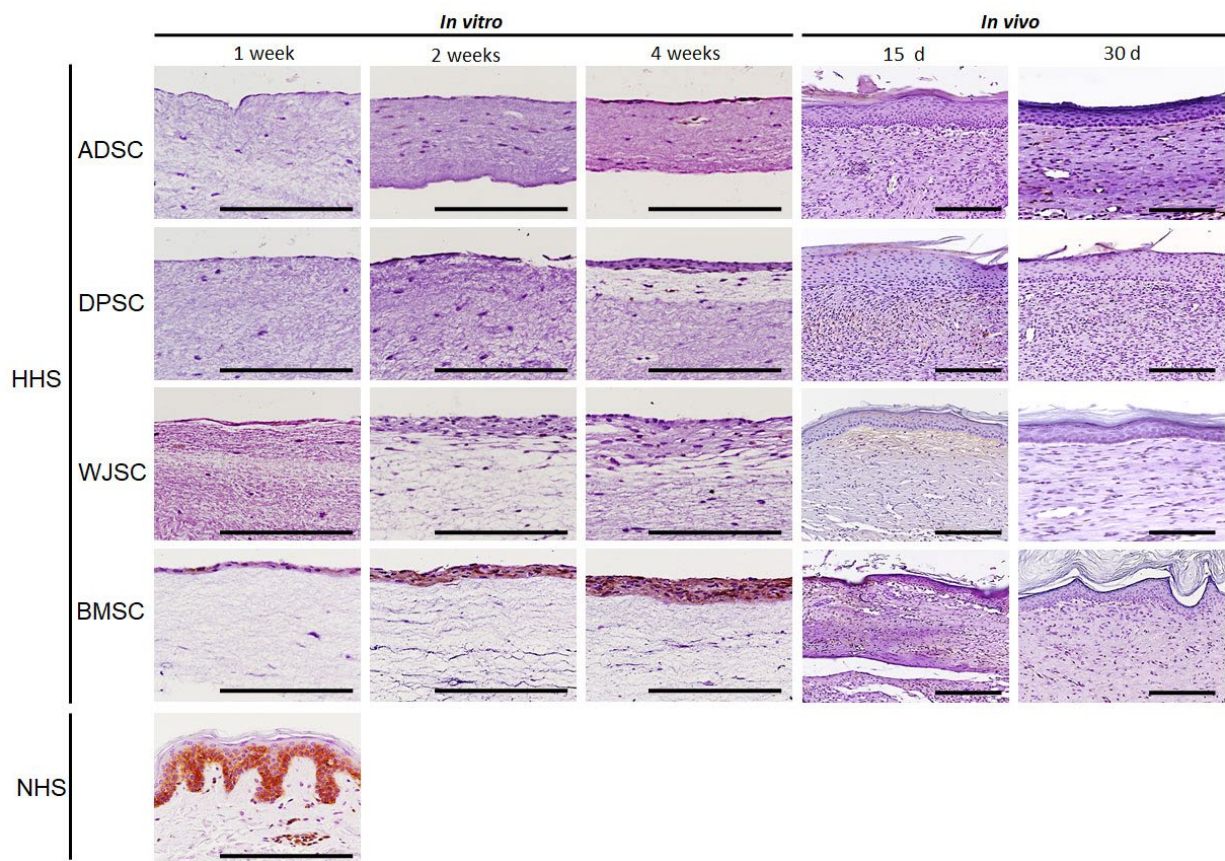 In vitro
In vivo
1 week
2 weeks
4 weeks
15 d
30 d
HHS
ADSC
DPSC
WJSC
BMSC
NHS